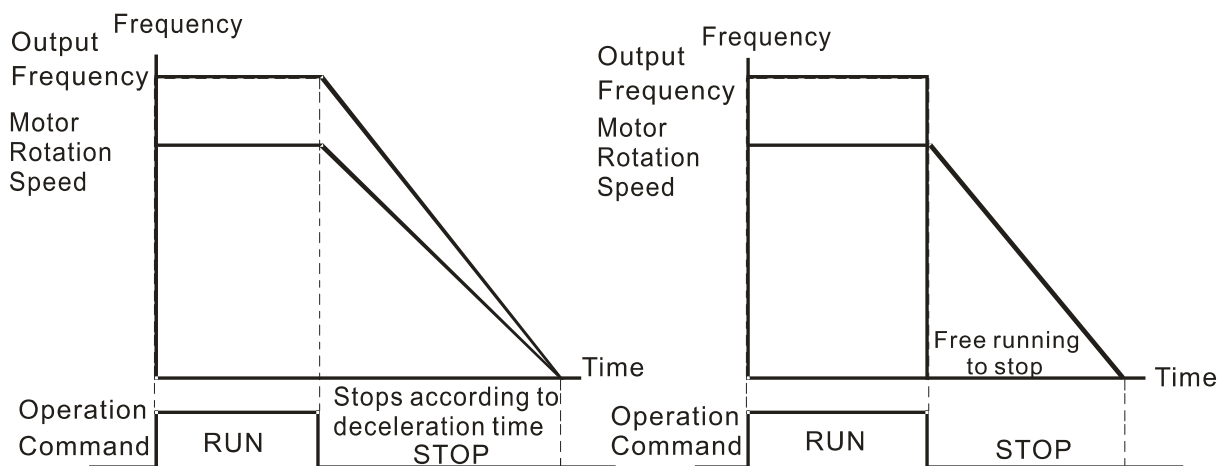 Frequency
Output
Frequency
Motor
Rotation
Speed
Time
Stops according to
deceleration time
Operation
Command
RUN
STOP
Frequency
Output
Frequency
Motor
Rotation
Speed
Free running
to stop
Time
Operation
Command
RUN
STOP